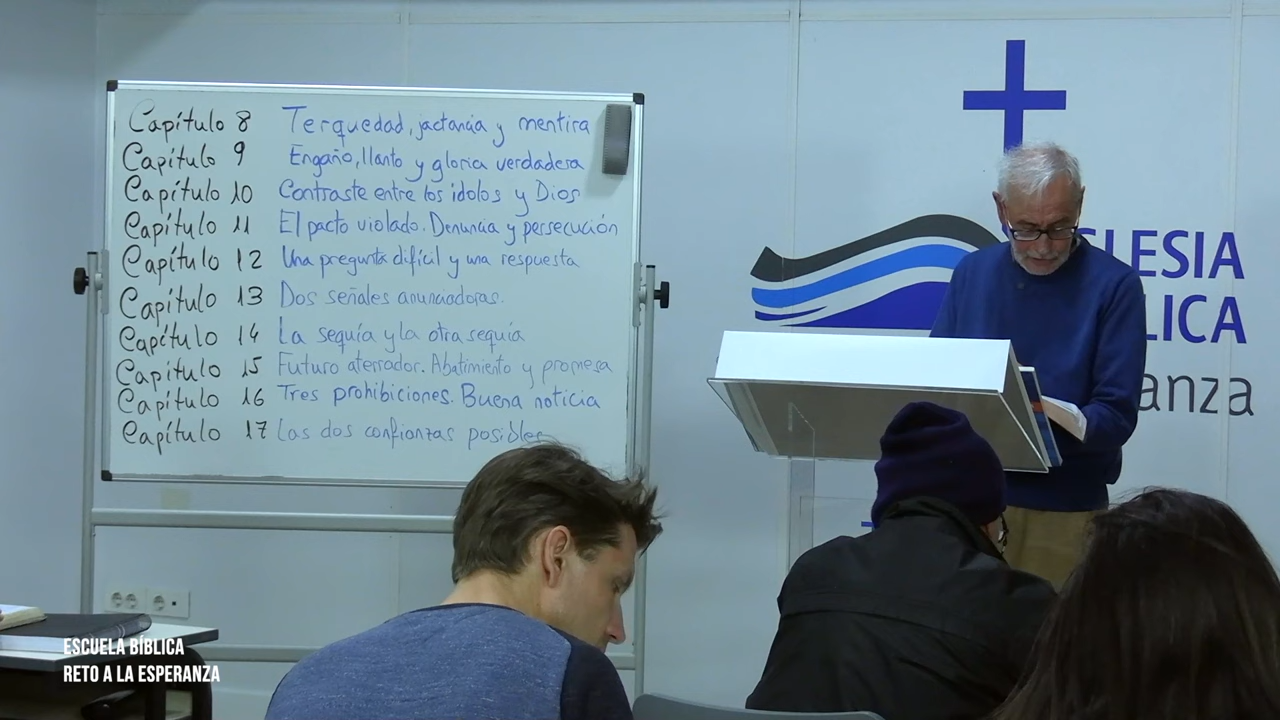 Capítulo 8 Terquedad, jactancia y mentira
Capítulo 9 Engaño, llanto y gloria verdadera
Capítulo 10 Contraste entre los ídolos y Dios
Capítulo 11 El pacto violado. Denuncia y persecución
Capítulo 12 Una pregunta difícil y una respuesta
Capítulo 13 Dos señales anunciadoras.
Capítulo 14 La sequía y la otra sequía
Capítulo 15 Futuro aterrador. Abatimiento y promesa
Capítulo 16 Tres prohibiciones. Buena noticia
Capítulo 17 Las dos confianzas posibles
GLESIA
LICA
anza
ESCUELA BÍBLICA
RETO A LA ESPERANZA